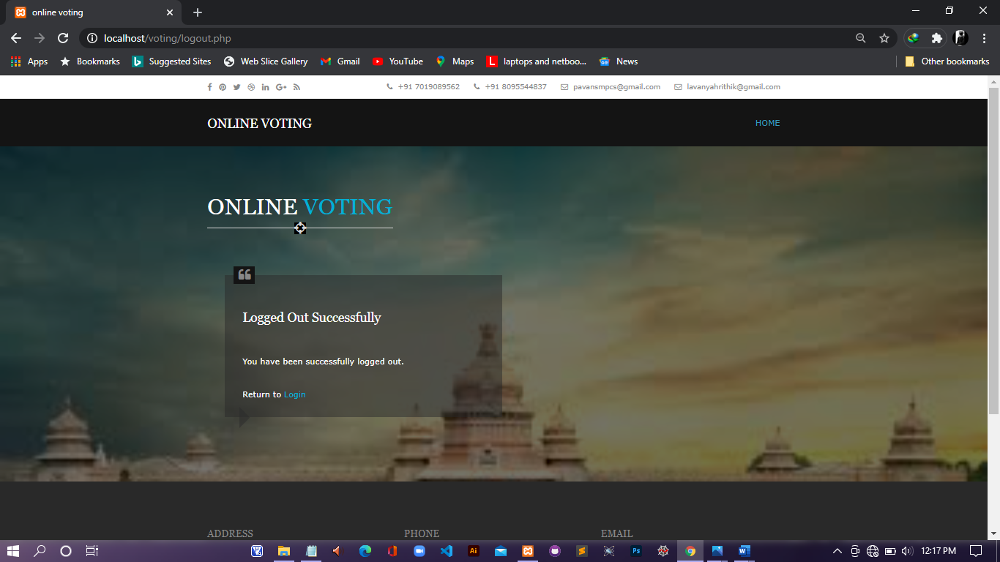 online voting
localhost/voting/logout.php
Apps Bookmarks Suggested Sites Web Slice Gallery Gmail YouTube Maps laptops and netboo... News Other bookmarks
+91 7019089562 +91 8095544837 pavansmpcs@gmail.com lavanyahrithik@gmail.com
ONLINE VOTING HOME
ONLINE VOTING
Logged Out Successfully
You have been successfully logged out.
Return to Login
ADDRESS PHONE EMAIL
12:17 PM